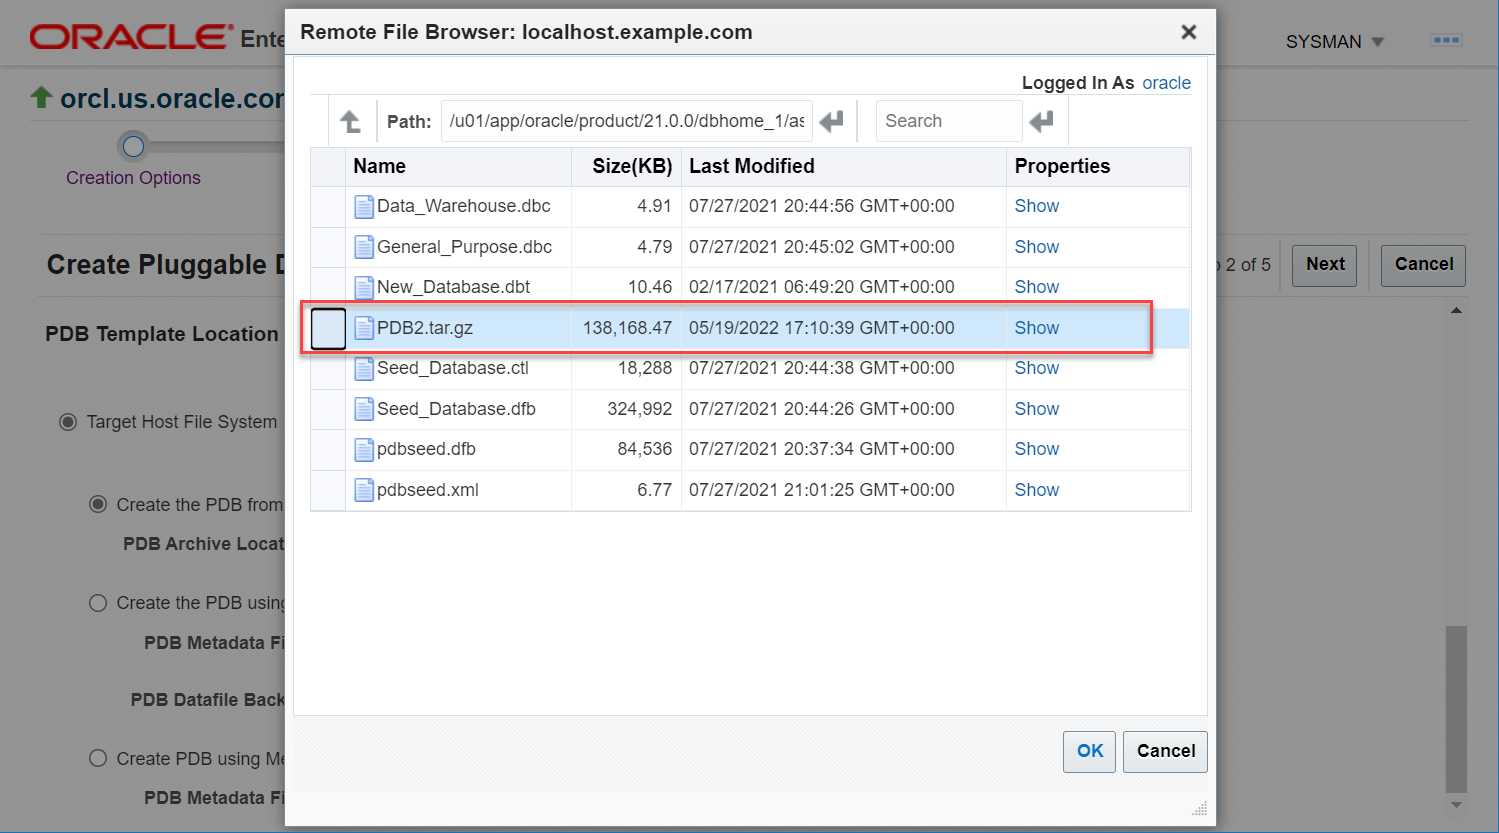 ORACLE Ente
SYSMAN
orcl.us.oracle.cor
Creation Options
Create Pluggable D
2 of 5
Next
Cancel
PDB Template Location
Target Host File System
Create the PDB from
PDB Archive Locat
Create the PDB using
PDB Metadata Fi
PDB Datafile Back
Create PDB using Me
PDB Metadata Fi
Remote File Browser: localhost.example.com
Logged In As oracle
Path: /u01/app/oracle/product/21.0.0/dbhome_1/as
Search
Name Size(KB) Last Modified Properties
Data_Warehouse.dbc 4.91 07/27/2021 20:44:56 GMT+00:00 Show
General_Purpose.dbc 4.79 07/27/2021 20:45:02 GMT+00:00 Show
New_Database.dbt 10.46 02/17/2021 06:49:20 GMT+00:00 Show
PDB2.tar.gz 138,168.47 05/19/2022 17:10:39 GMT+00:00 Show
Seed_Database.ctl 18,288 07/27/2021 20:44:38 GMT+00:00 Show
Seed_Database.dfb 324,992 07/27/2021 20:44:26 GMT+00:00 Show
pdbseed.dfb 84,536 07/27/2021 20:37:34 GMT+00:00 Show
pdbseed.xml 6.77 07/27/2021 21:01:25 GMT+00:00 Show
OK
Cancel